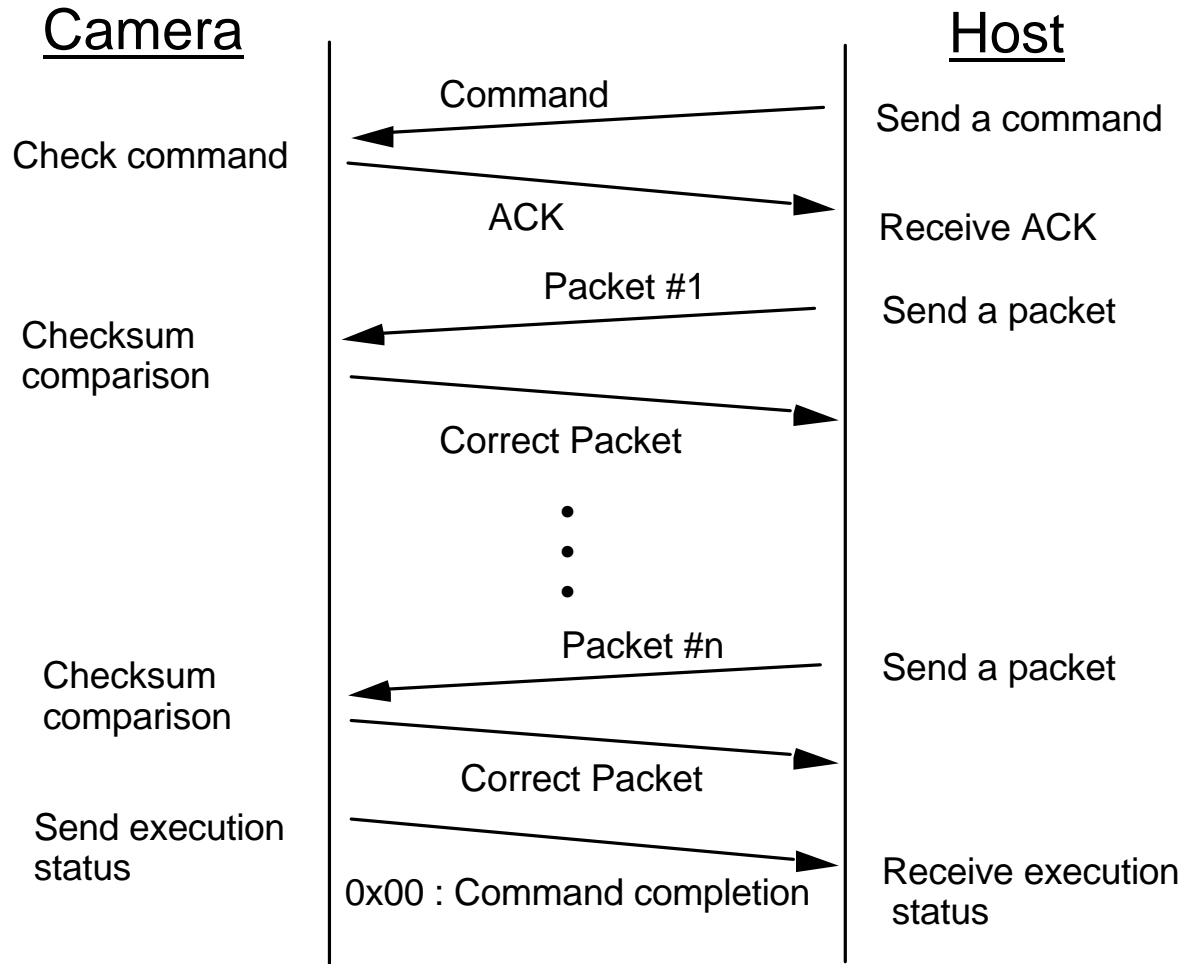 Camera
Host
Command
Send a command
Check command
ACK
Receive ACK
Packet #1
Send a packet
Checksum
comparison
Correct Packet
Packet #n
Send a packet
Checksum
comparison
Correct Packet
Send execution
status
0x00 : Command completion
Receive execution
status